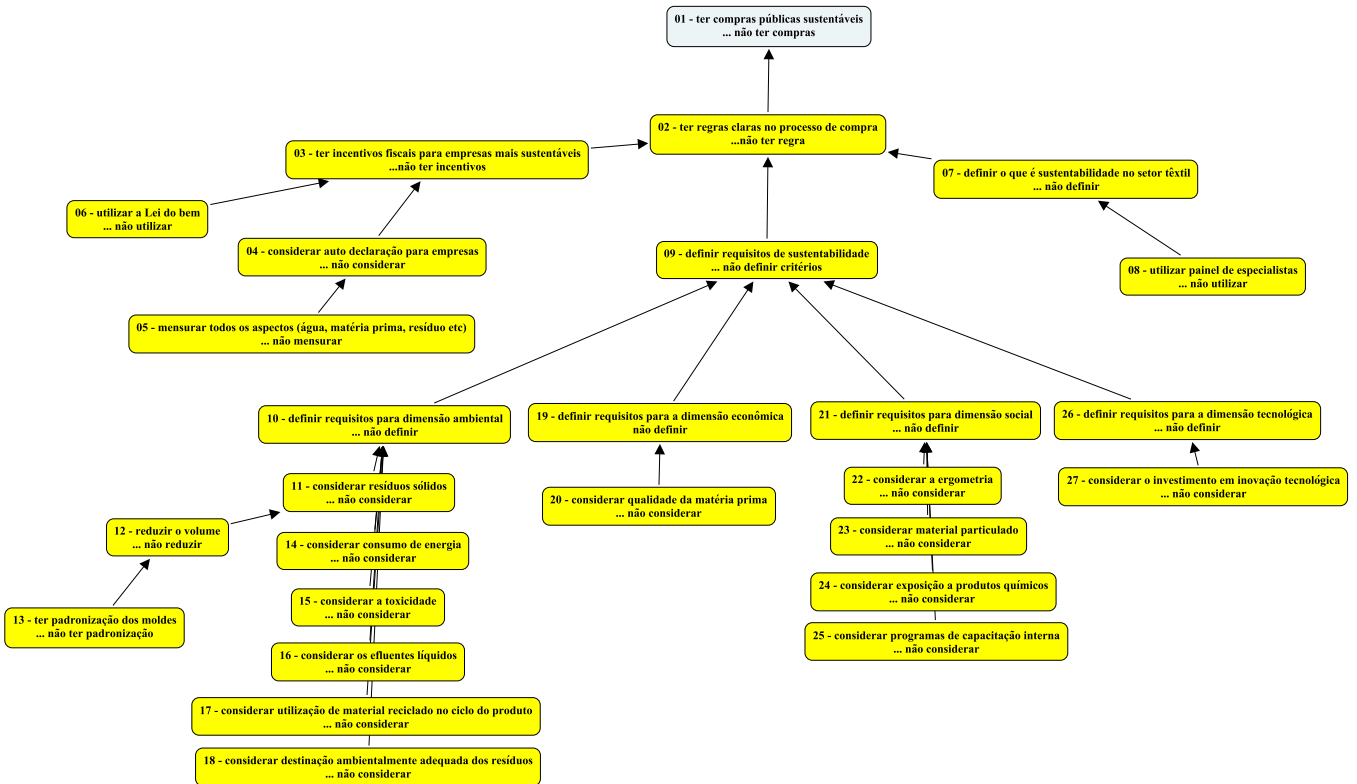 01 - ter compras públicas sustentáveis
... não ter compras
02 - ter regras claras no processo de compra
...não ter regra
03 - ter incentivos fiscais para empresas mais sustentáveis
...não ter incentivos
07 - definir o que é sustentabilidade no setor têxtil
... não definir
06 - utilizar a Lei do bem
... não utilizar
04 - considerar auto declaração para empresas
... não considerar
09 - definir requisitos de sustentabilidade
... não definir critérios
08 - utilizar painel de especialistas
... não utilizar
05 - mensurar todos os aspectos (água, matéria prima, resíduo etc)
... não mensurar
10 - definir requisitos para dimensão ambiental
... não definir
19 - definir requisitos para a dimensão econômica
não definir
21 - definir requisitos para dimensão social
... não definir
26 - definir requisitos para a dimensão tecnológica
... não definir
11 - considerar resíduos sólidos
... não considerar
20 - considerar qualidade da matéria prima
... não considerar
22 - considerar a ergometria
... não considerar
27 - considerar o investimento em inovação tecnológica
... não considerar
12 - reduzir o volume
... não reduzir
14 - considerar consumo de energia
... não considerar
23 - considerar material particulado
... não considerar
15 - considerar a toxicidade
... não considerar
24 - considerar exposição a produtos químicos
... não considerar
13 - ter padronização dos moldes
... não ter padronização
25 - considerar programas de capacitação interna
... não considerar
16 - considerar os efluentes líquidos
... não considerar
17 - considerar utilização de material reciclado no ciclo do produto
... não considerar
18 - considerar destinação ambientalmente adequada dos resíduos
... não considerar